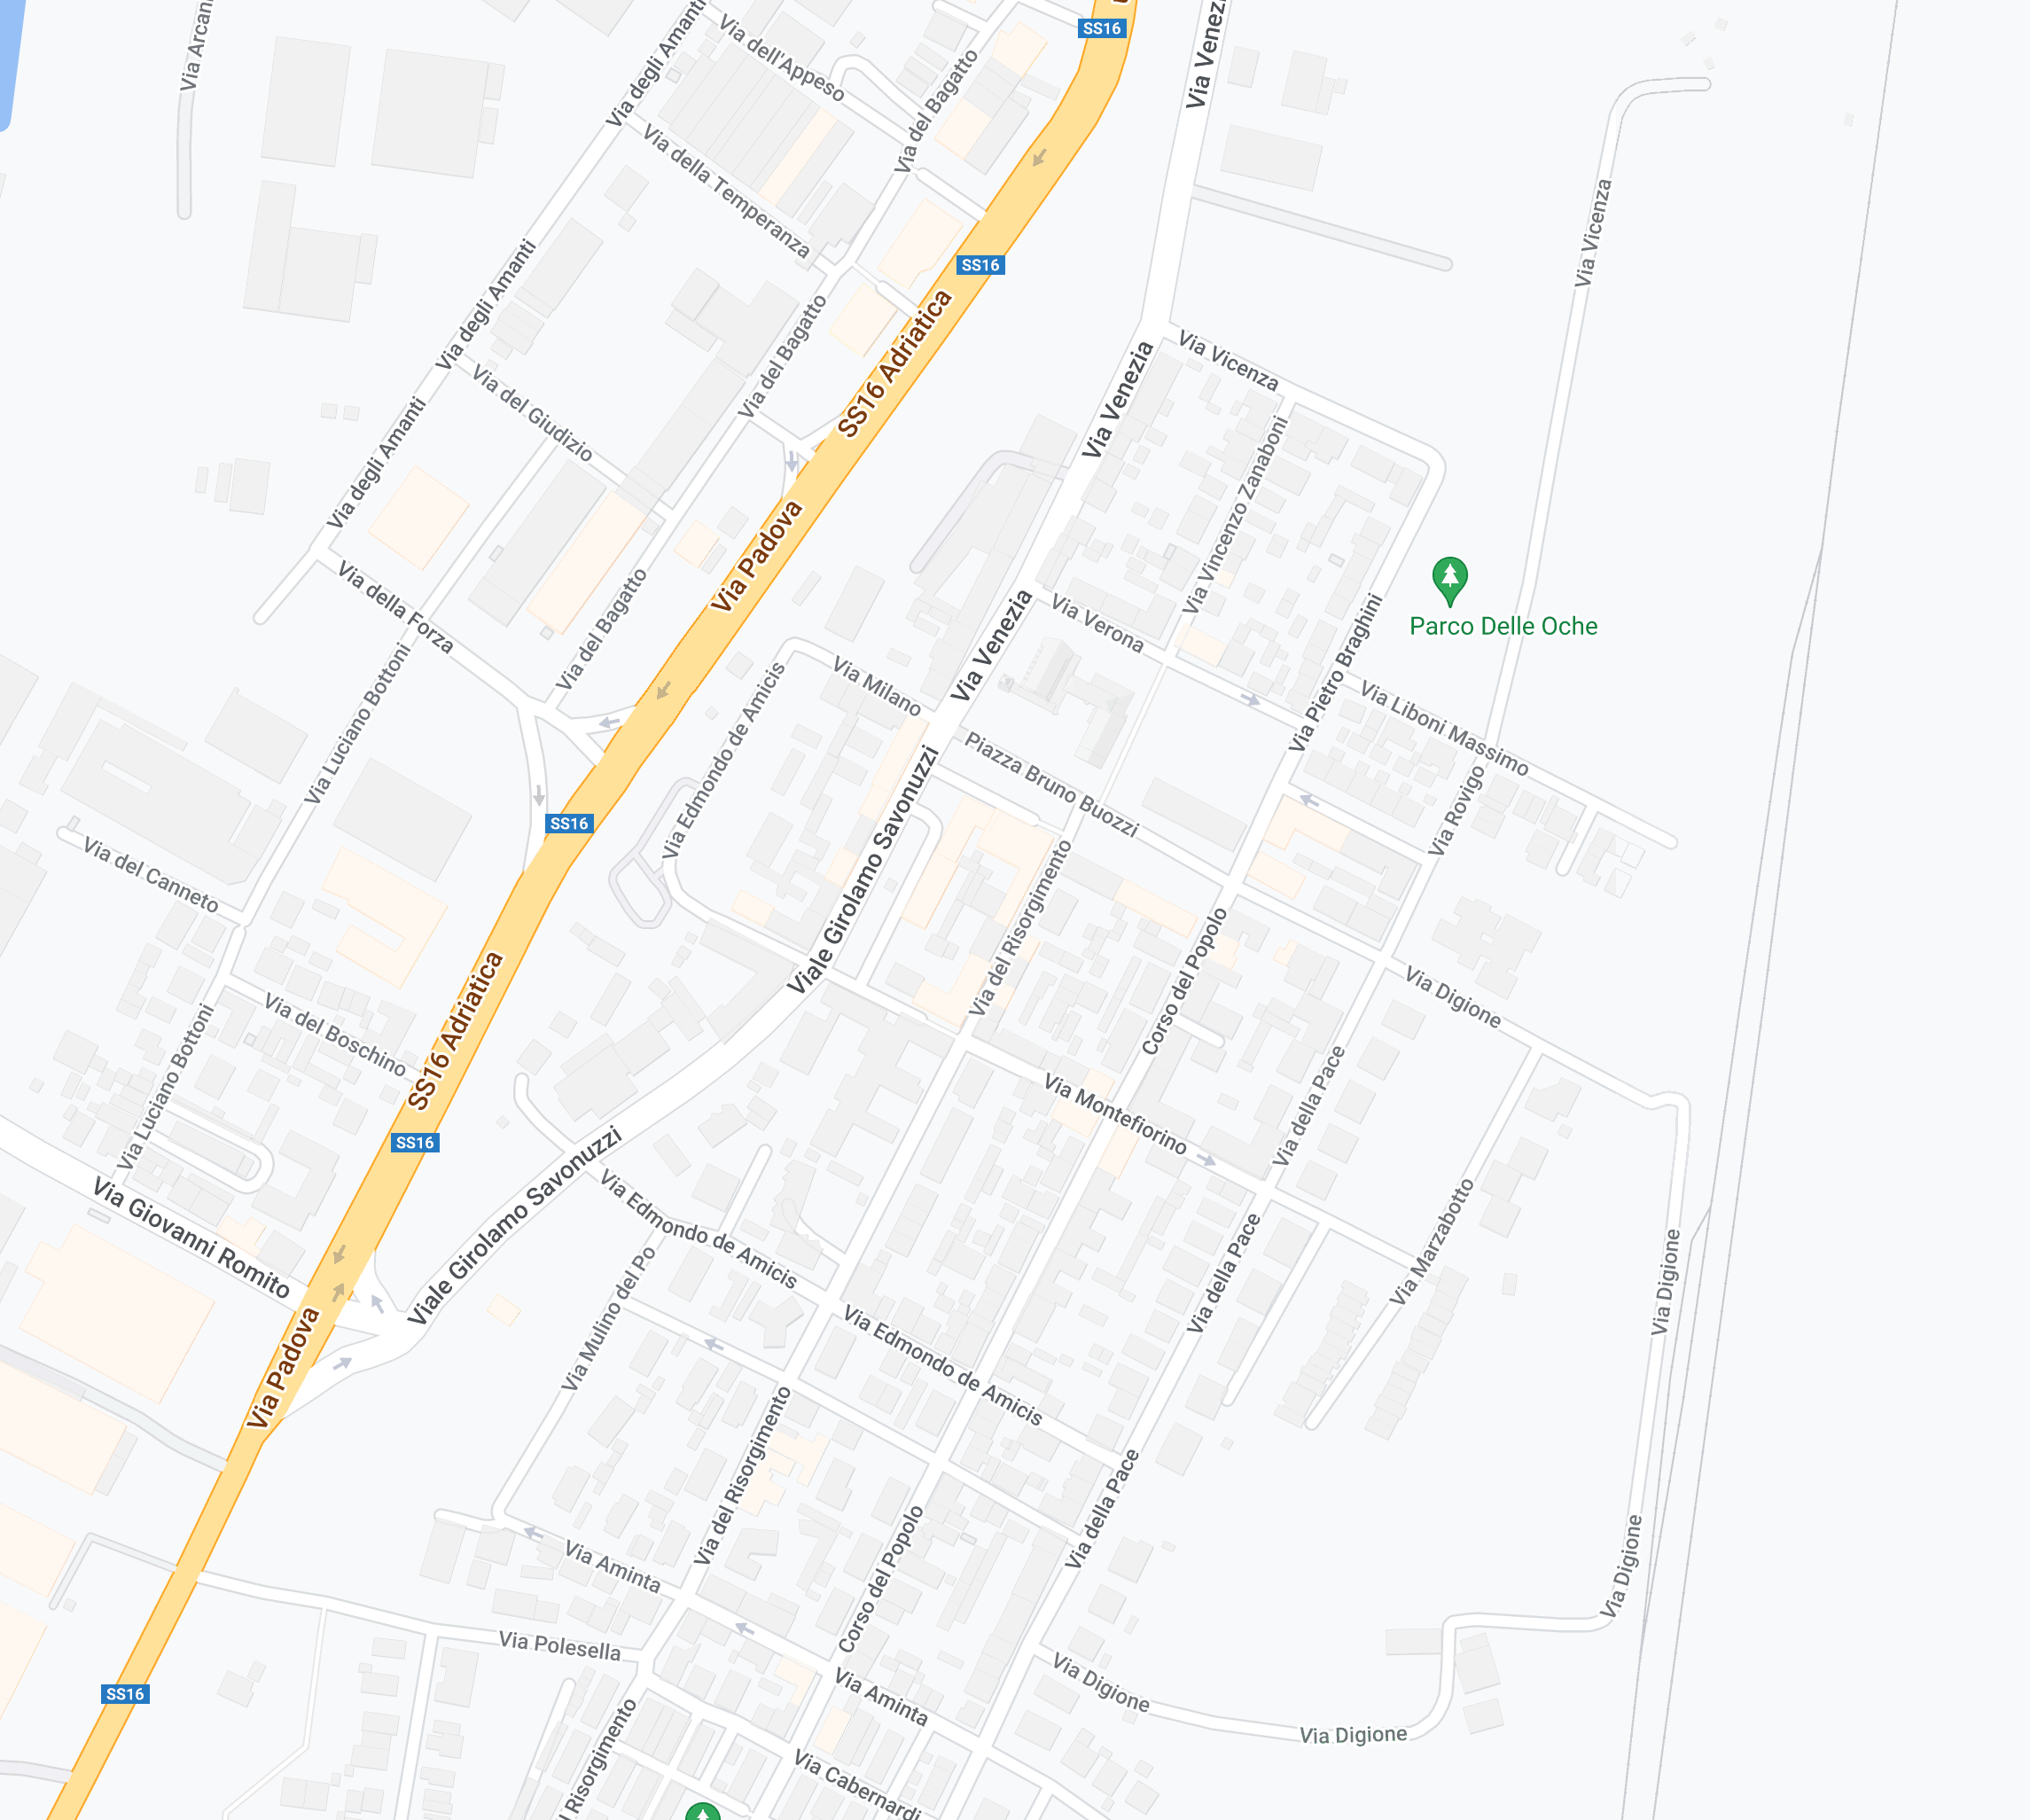 Via Arcan
Via degli Amanti
Via dell'Appeso
SS16
Via Venezi
Via del Bagatto
Via della Temperanza
Via Vicenza
Via degli Amanti
SS16
SS16 Adriatica
Via del Bagatto
Via Venezia
Via Vicenza
Via del Giudizio
Via degli Amanti
Via Vincenzo Zanaboni
Via Padova
Via della Forza
Via del Bagatto
Via Venezia
Via Verona
Parco Delle Oche
Via Pietro Braghini
Via Edmondo de Amicis
Via Milano
Via Luciano Bottoni
Via Liboni Massimo
Piazza Bruno Buozzi
SS16
Via Rovigo
Viale Girolamo Savonuzzi
Via del Canneto
Via del Risorgimento
Corso del Popolo
Via Digione
SS16 Adriatica
Via del Boschino
Via Luciano Bottoni
Via Montefiorino
Via della Pace
SS16
Via Giovanni Romito
Viale Girolamo Savonuzzi
Via Edmondo de Amicis
Via Marzabotto
Via della Pace
Via Digione
Via Mulino del Po
Via Padova
Via Edmondo de Amicis
Via del Risorgimento
Via della Pace
Via Aminta
Corso del Popolo
Via Digione
Via Polesella
Via Digione
SS16
Via Aminta
Via Digione
l Risorgimento
Via Cabernardi